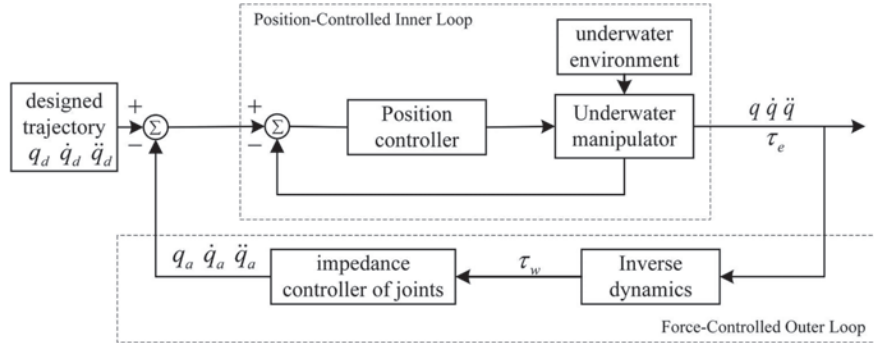 Position-Controlled Inner Loop
underwater
environment
designed
trajectory
q_d q̇_d q̈_d
+
−
Σ
+
−
Σ
Position
controller
Underwater
manipulator
q q̇ q̈
τ_e
q_a q̇_a q̈_a
impedance
controller of joints
τ_w
Inverse
dynamics
Force-Controlled Outer Loop